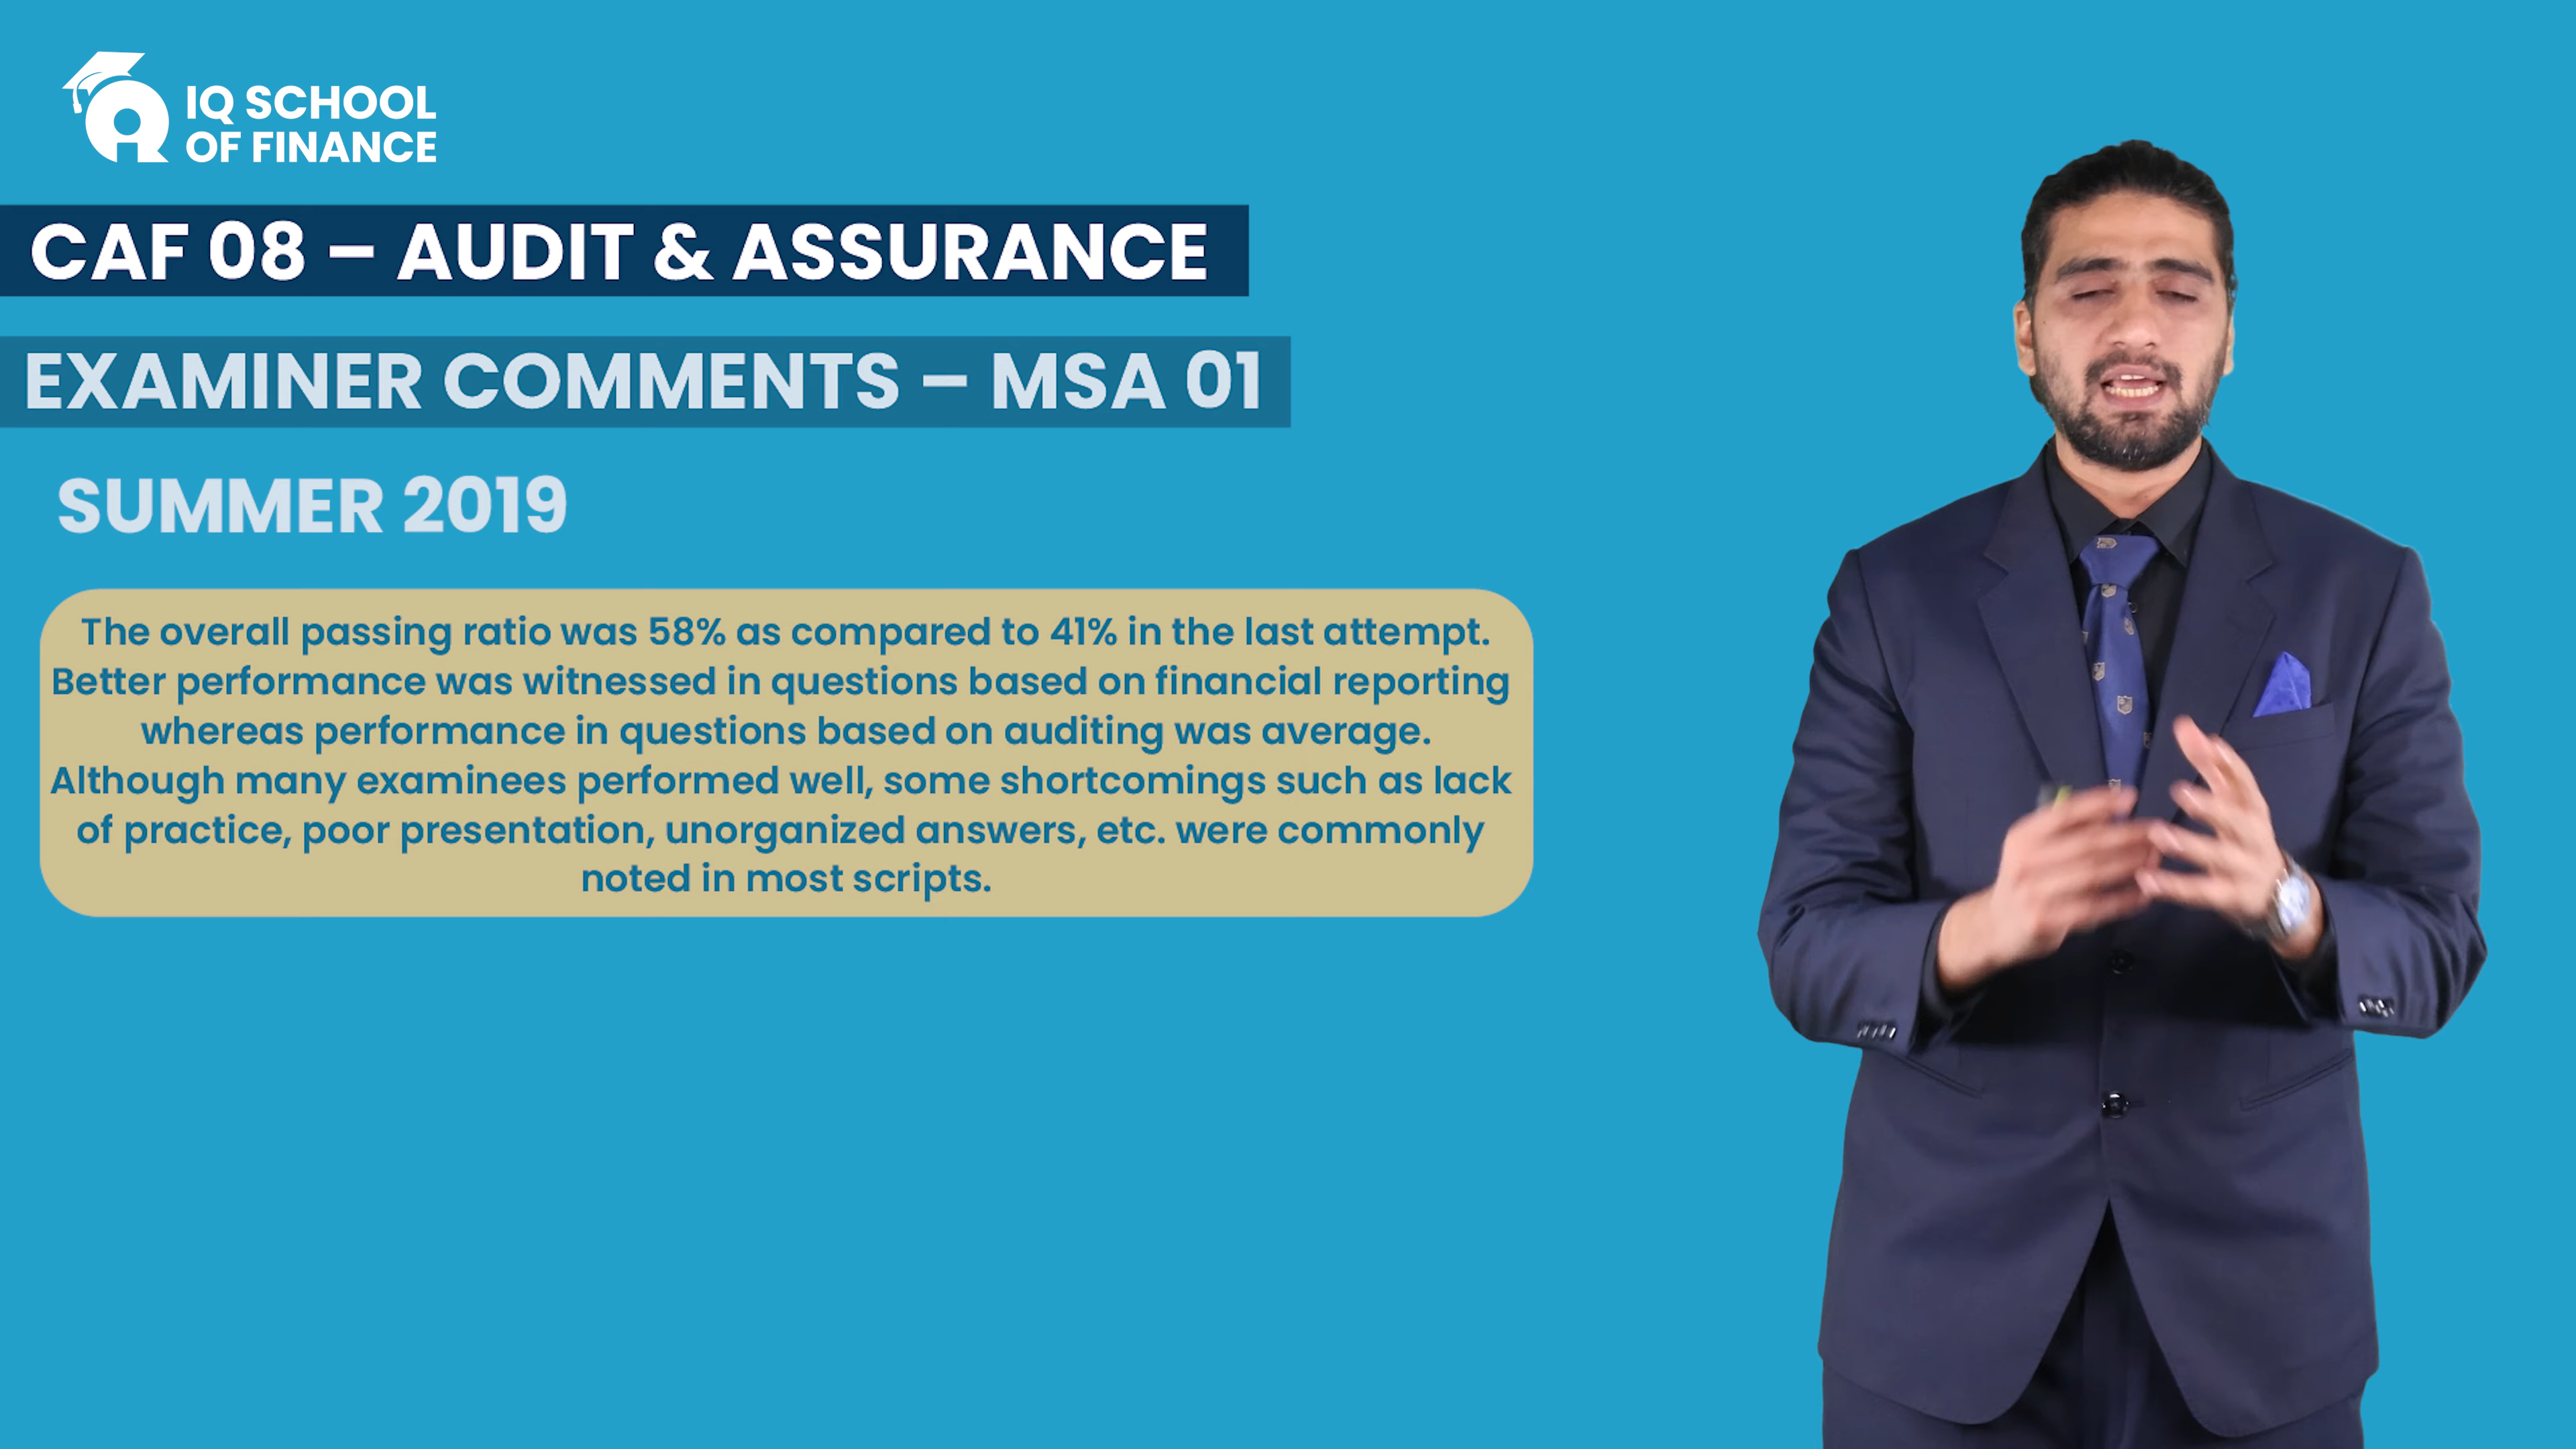 IQ SCHOOL
OF FINANCE
CAF 08 – AUDIT & ASSURANCE
EXAMINER COMMENTS – MSA 01
SUMMER 2019
The overall passing ratio was 58% as compared to 41% in the last attempt.
Better performance was witnessed in questions based on financial reporting
whereas performance in questions based on auditing was average.
Although many examinees performed well, some shortcomings such as lack
of practice, poor presentation, unorganized answers, etc. were commonly
noted in most scripts.